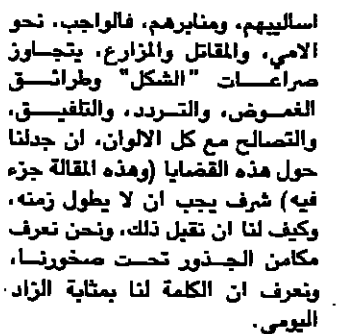 اساليبهم، ومنابرهم، فالواجب، نحو
الامي، والمقاتل والمزارع، يتجاوز
صراعات "الشكل" وطرائق
الغموض، والتردد، والتلفيق،
والتصالح مع كل الالوان، ان جدلنا
حول هذه القضايا (وهذه المقالة جزء
فيه) شرف يجب ان لا يطول زمنه،
وكيف لنا ان نقبل ذلك، ونحن نعرف
مكامن الجذور تحت صخورنا،
ونعرف ان الكلمة لنا بمثابة الزاد
اليومي.